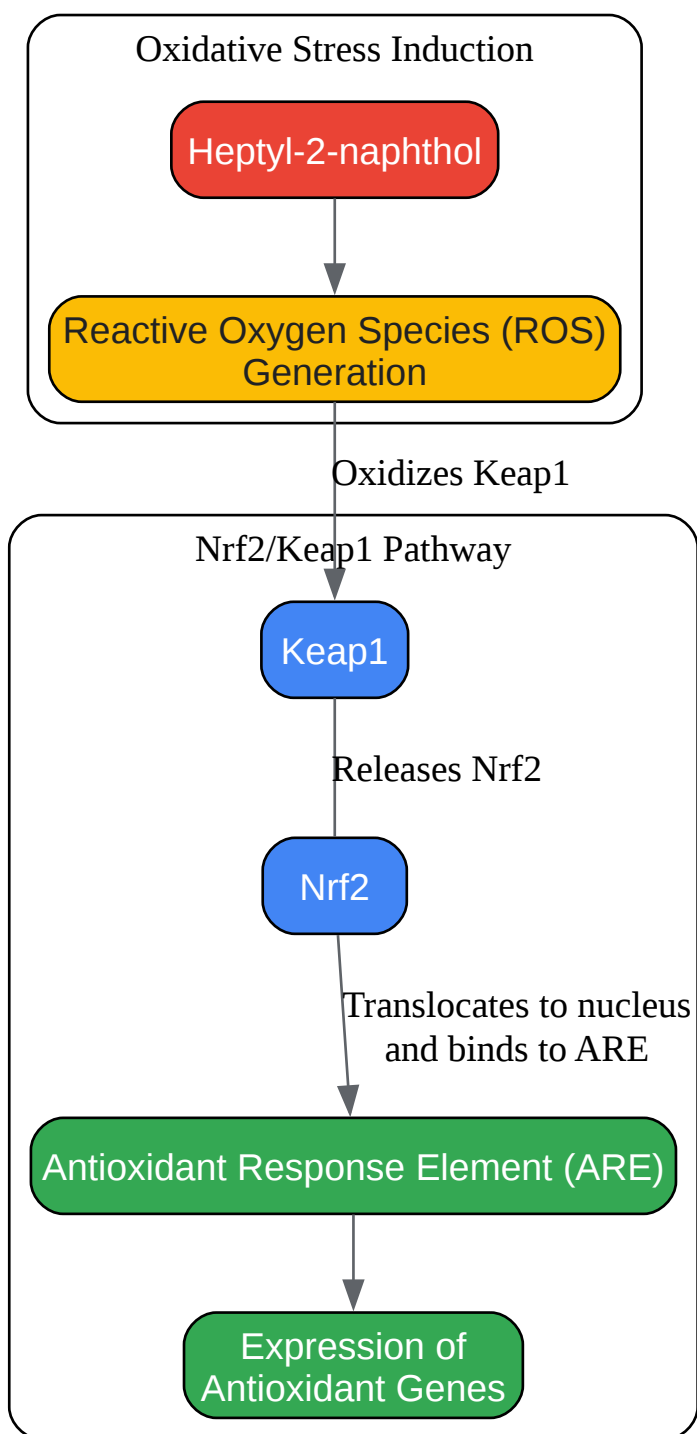 Oxidative Stress Induction
Heptyl-2-naphthol
Reactive Oxygen Species (ROS)
Generation
Oxidizes Keap1
Nrf2/Keap1 Pathway
Keap1
Releases Nrf2
Nrf2
Translocates to nucleus
and binds to ARE
Antioxidant Response Element (ARE)
Expression of
Antioxidant Genes